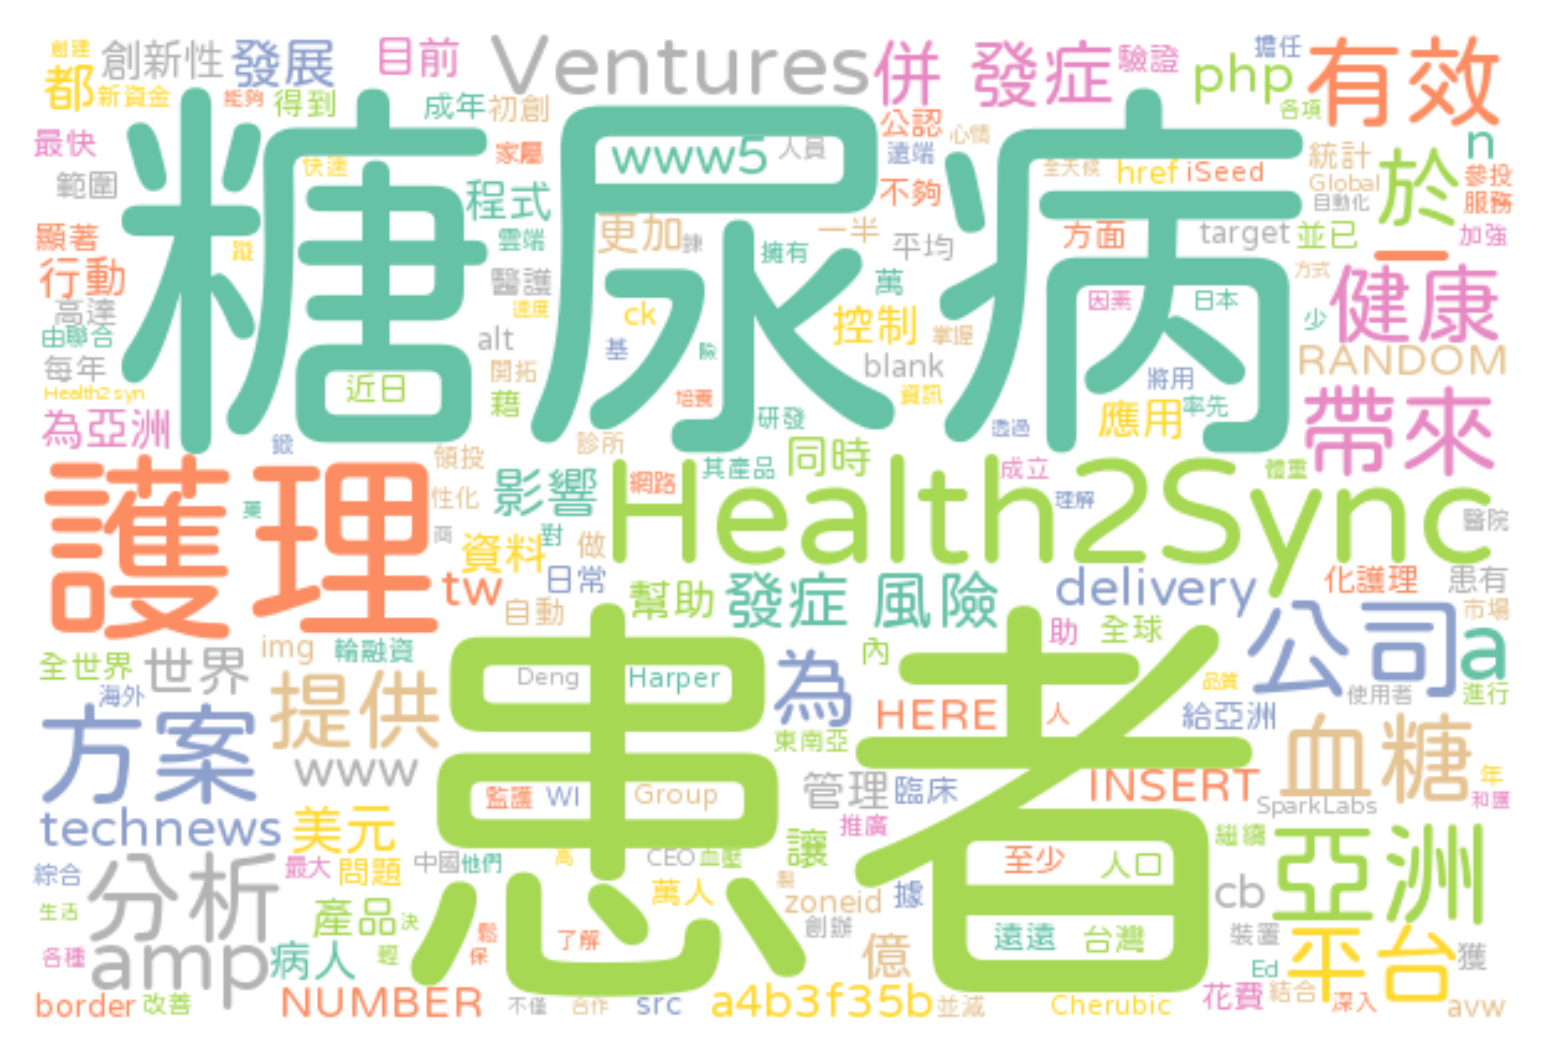 創建
創新性
發展
目前
Ventures
併 發症
驗證
擔任
php
有效
都
新資金
能夠
得到
成年
初創
各項
最快
糖尿病
家屬
快速
www5
人員
公認
心情
遠端
全天候
href
iSeed
統計
n
範圍
程式
不夠
Global
自動化
於
參投
服務
顯著
雲端
更加
鍊
擁有
一半
平均
方面
target
並已
加強
行動
醫護
萬
方式
一
健康
高達
速度
ck
控制
掌握
因素
日本
少
由聯合
alt
基
險
blank
RANDOM
每年
近日
開拓
培養
資訊
將用
Health2syn
藉
研發
應用
率先
帶來
為亞洲
鍛
診所
透過
領投
影響
網路
其產品
同時
成立
體重
護理
性化
Health2Sync
理解
醫院
商
對
資料
做
tw
日常
幫助
發症 風險
delivery
化護理
患有
自動
公司
市場
img
輪融資
患者
內
助
全球
a
全世界
世界
Deng
Harper
為
品質
使用者
進行
海外
提供
HERE
人
給亞洲
方案
東南亞
血糖
www
監護
WI
Group
管理
臨床
INSERT
年
SparkLabs
和匯
technews
美元
推廣
繼續
亞洲
讓
綜合
分析
最大
問題
中國
他們
高
CEO
血壓
至少
人口
萬人
zoneid
據
cb
生活
產品
決
創辦
裝置
各種
amp
病人
輕
鬆
保
了解
億
遠遠
台灣
Ed
平台
獲
border
改善
NUMBER
不僅
合作
src
a4b3f35b
並減
Cherubic
花費
結合
深入
avw